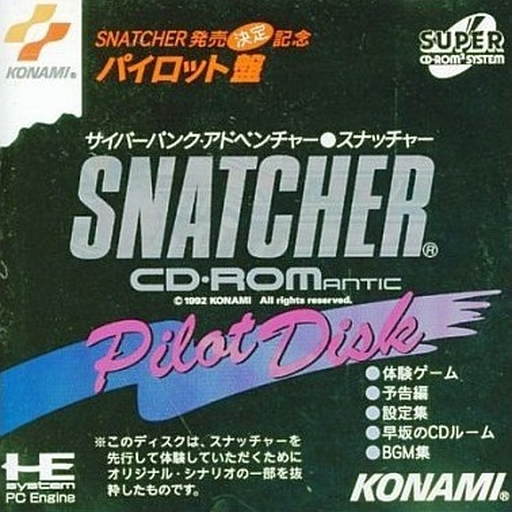 KONAMI®
SNATCHER 発売決定記念
パイロット盤
SUPER
CD-ROM² SYSTEM
サイバーパンク・アドベンチャー●スナッチャー
SNATCHER®
CD·ROMANTIC
©1992 KONAMI All rights reserved.
Pilot Disk
●体験ゲーム
●予告編
●設定集
●早坂のCDルーム
●BGM集
※このディスクは、スナッチャーを
先行して体験していただくために
オリジナル・シナリオの一部を抜
粋したものです。
HE
system
PC Engine
KONAMI®